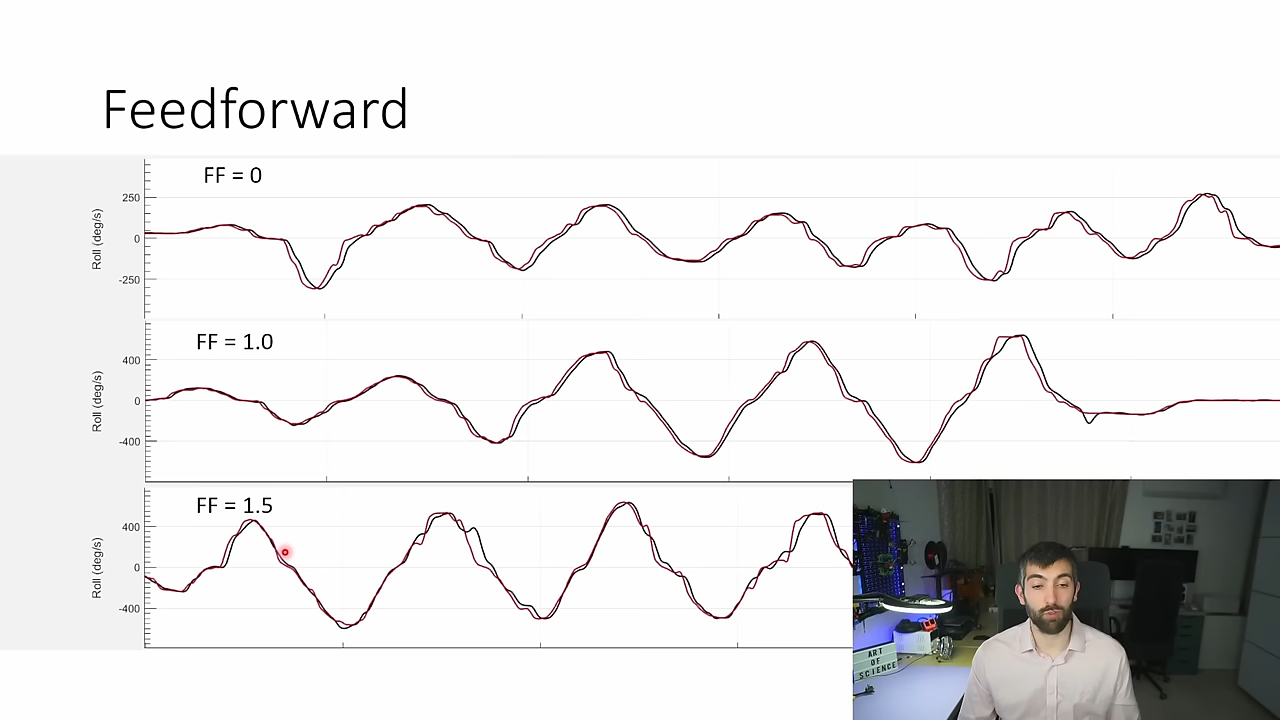 Feedforward
FF = 0
250
0
-250
Roll (deg/s)
FF = 1.0
400
0
-400
Roll (deg/s)
FF = 1.5
400
0
-400
Roll (deg/s)
ART
OF
SCIENCE